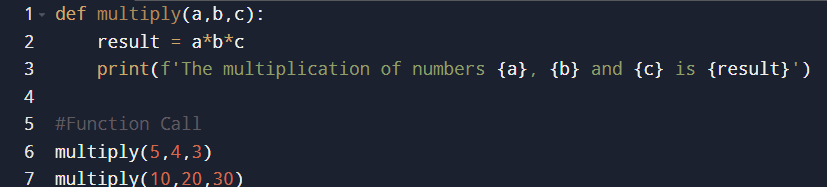 1 def multiply(a,b,c):
2     result = a*b*c
3     print(f'The multiplication of numbers {a}, {b} and {c} is {result}')
4
5 #Function Call
6 multiply(5,4,3)
7 multiply(10,20,30)